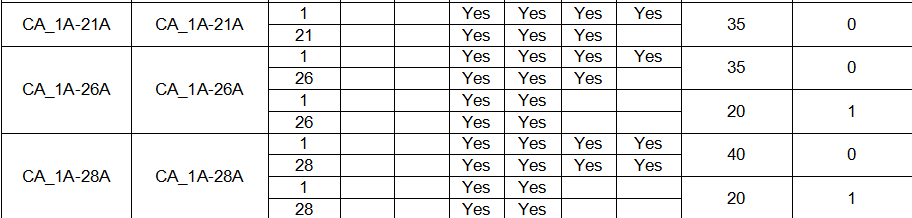 CA_1A-21A CA_1A-21A 1 Yes Yes Yes Yes 35 0
21 Yes Yes Yes
CA_1A-26A CA_1A-26A 1 Yes Yes Yes Yes 35 0
26 Yes Yes Yes
1 Yes Yes 20 1
26 Yes Yes
CA_1A-28A CA_1A-28A 1 Yes Yes Yes Yes 40 0
28 Yes Yes Yes Yes
1 Yes Yes 20 1
28 Yes Yes